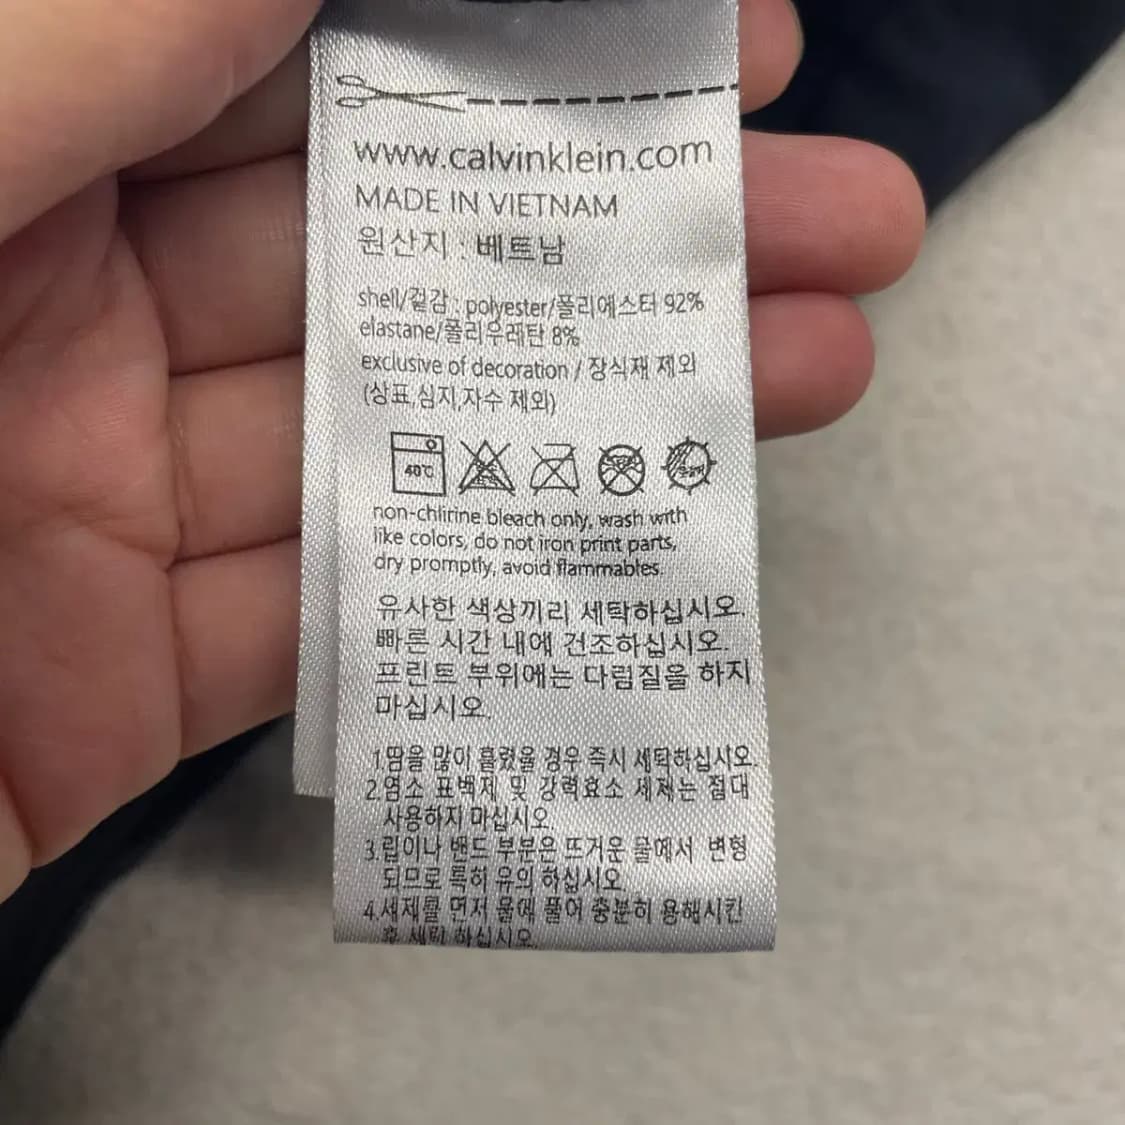 www.calvinklein.com
MADE IN VIETNAM
원산지 : 베트남
shell/겉감 : polyester/폴리에스터 92%
elastane/폴리우레탄 8%
exclusive of decoration / 장식재 제외
(상표,심지,자수 제외)
40℃
non-chlirine bleach only, wash with
like colors, do not iron print parts,
dry promptly, avoid flammables.
유사한 색상끼리 세탁하십시오.
빠른 시간 내에 건조하십시오.
프린트 부위에는 다림질을 하지
마십시오.
1.땀을 많이 흘렸을 경우 즉시 세탁하십시오.
2.염소 표백제 및 강력효소 세제는 절대
사용하지 마십시오.
3.립이나 밴드 부분은 뜨거운 물에서 변형
되므로 특히 유의 하십시오.
4.세제를 먼저 물에 풀어 충분히 용해시킨
후 세탁 하십시오.